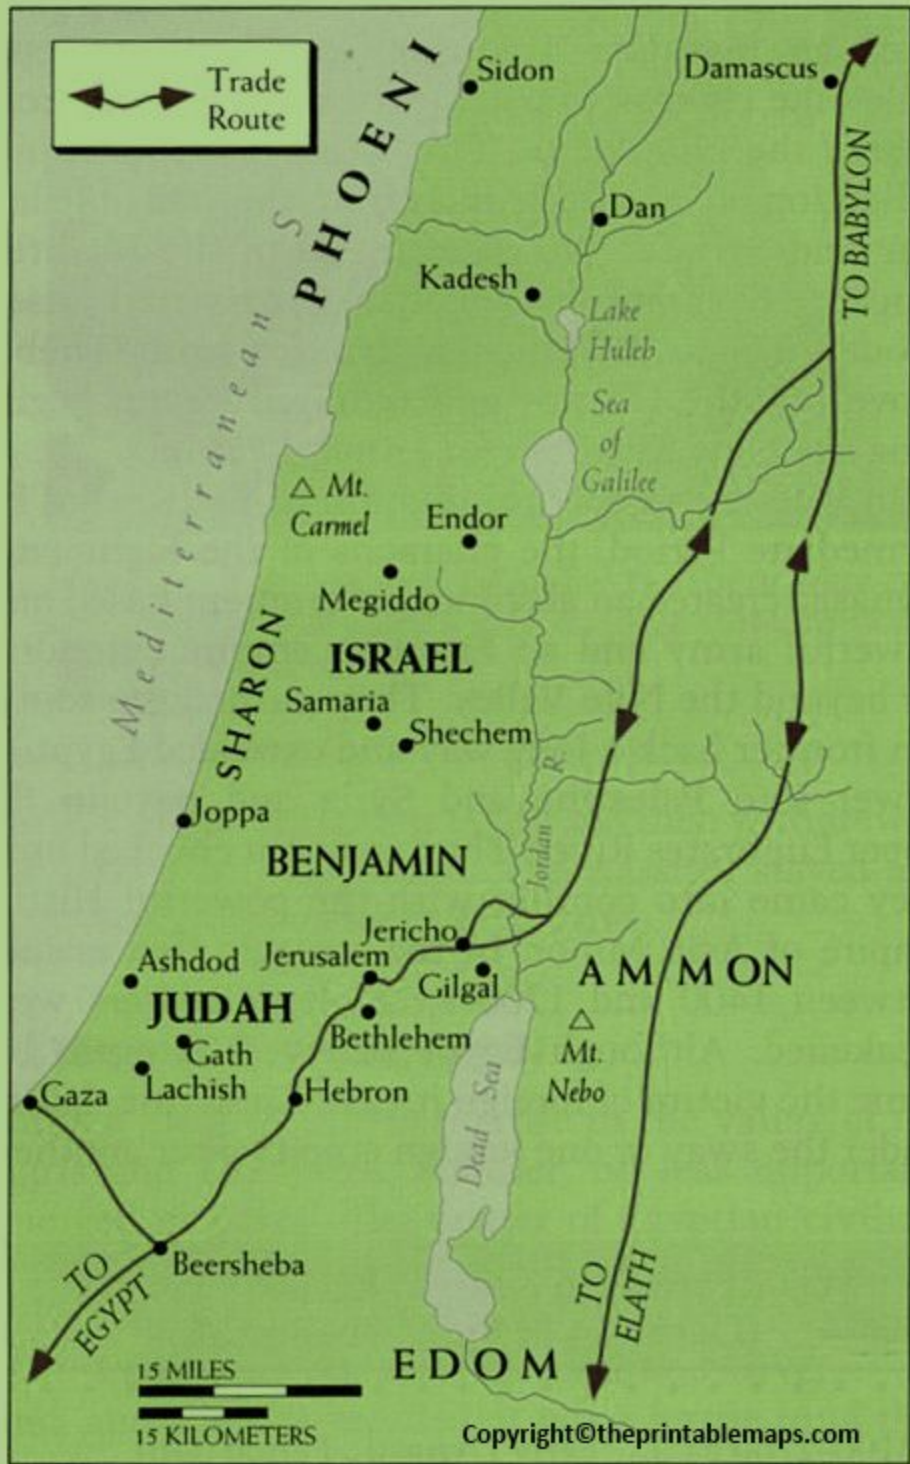 Trade
Route
PHOENI
Sidon
Damascus
Mediterranean S
Dan
TO BABYLON
Kadesh
Lake
Huleh
Sea
of
Galilee
Mt.
Carmel
Endor
Megiddo
SHARON
ISRAEL
Samaria
Shechem
Jordan R.
Joppa
BENJAMIN
Jericho
Jerusalem
Ashdod
Gilgal
AMMON
JUDAH
Bethlehem
Mt.
Nebo
Gath
Lachish
Hebron
Gaza
Dead Sea
Beersheba
TO
EGYPT
TO
ELATH
EDOM
15 MILES
15 KILOMETERS
Copyright©theprintablemaps.com